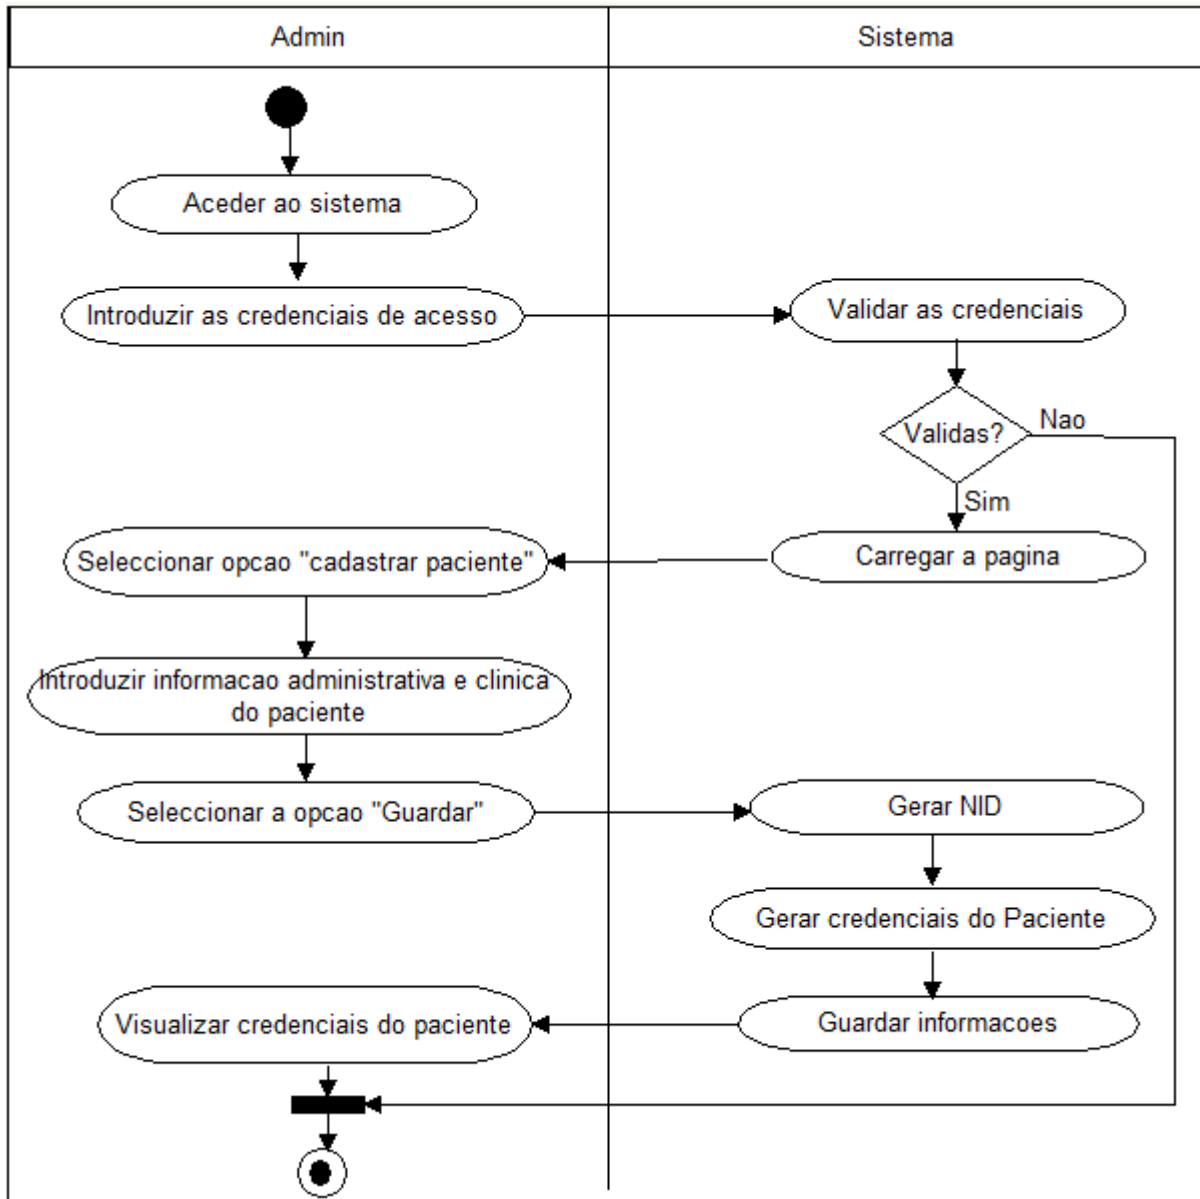 Admin
Sistema
Aceder ao sistema
Introduzir as credenciais de acesso
Validar as credenciais
Validas?
Nao
Sim
Carregar a pagina
Seleccionar opcao "cadastrar paciente"
Introduzir informacao administrativa e clinica
do paciente
Seleccionar a opcao "Guardar"
Gerar NID
Gerar credenciais do Paciente
Guardar informacoes
Visualizar credenciais do paciente